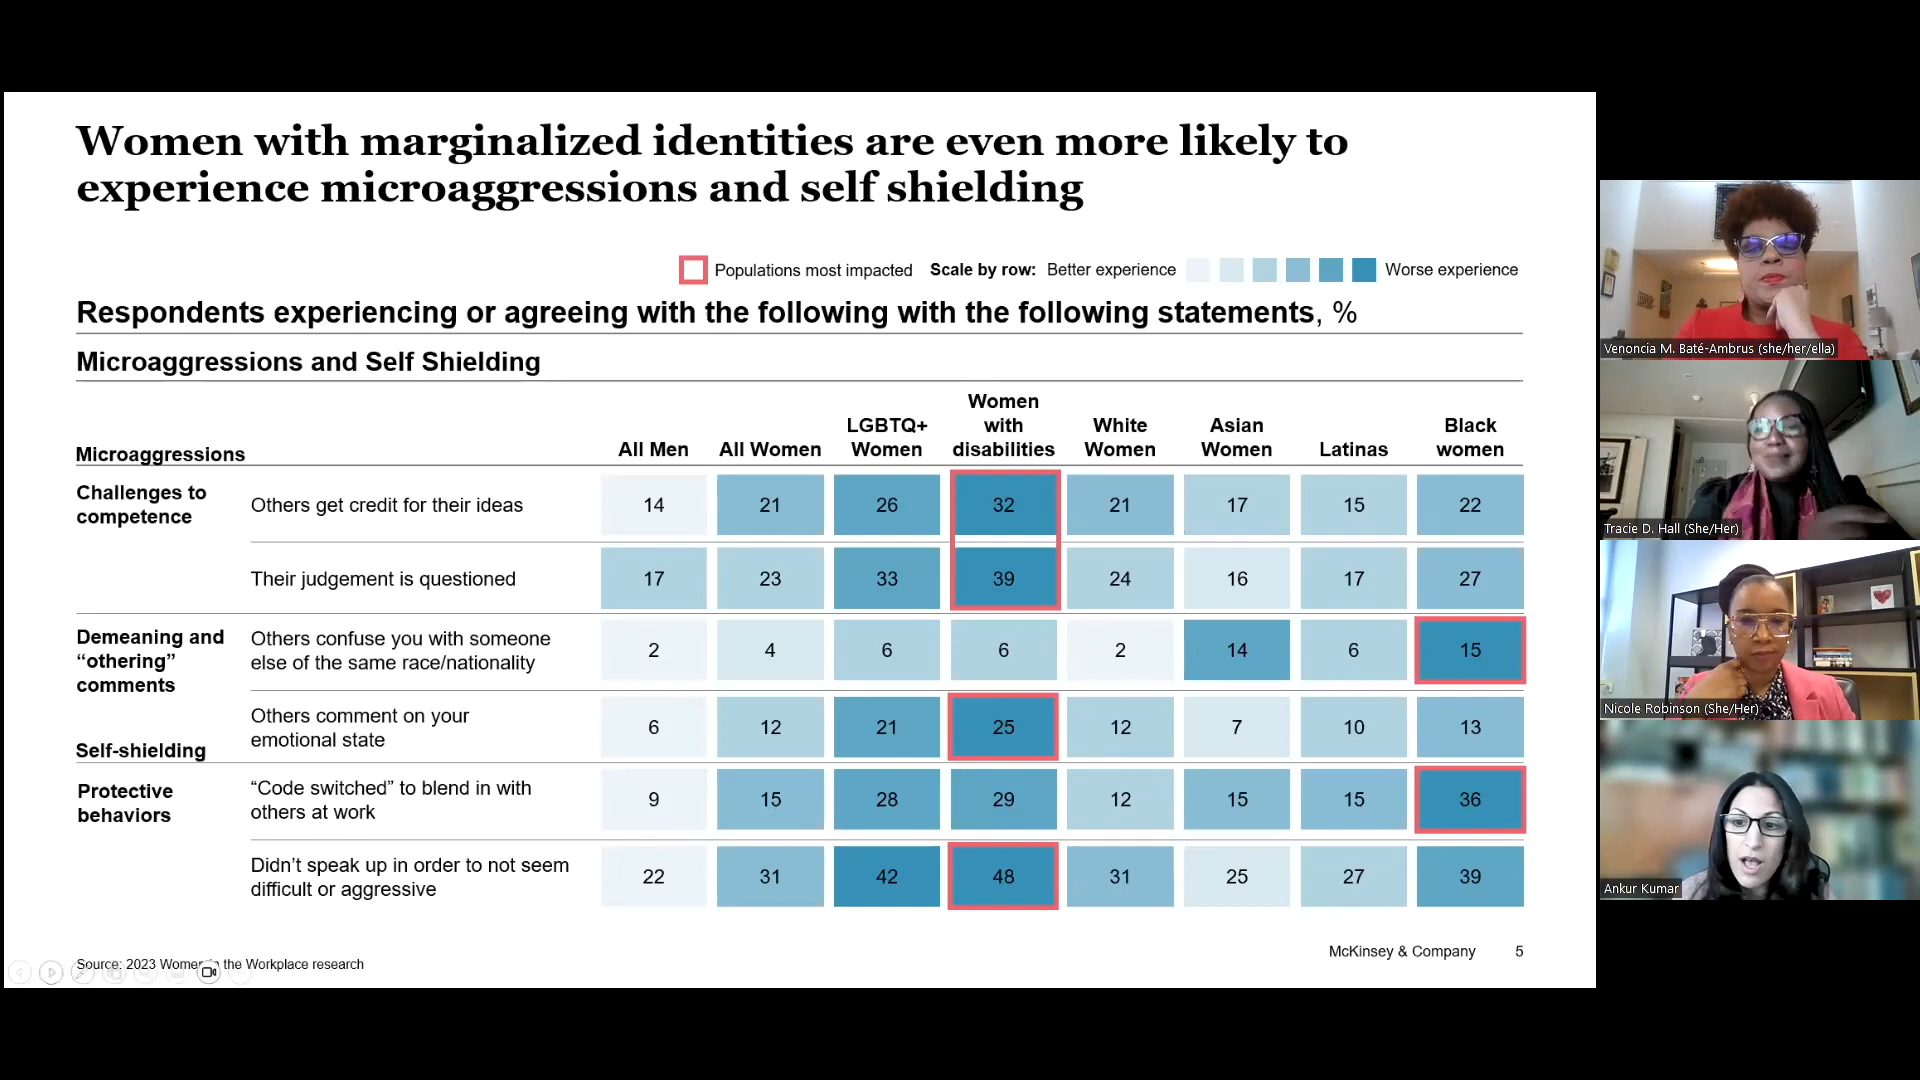 Women with marginalized identities are even more likely to
experience microaggressions and self shielding
Populations most impacted
Scale by row: Better experience
Worse experience
Respondents experiencing or agreeing with the following with the following statements, %
Microaggressions and Self Shielding
Microaggressions
All Men
All Women
LGBTQ+
Women
Women
with
disabilities
White
Women
Asian
Women
Latinas
Black
women
Challenges to
competence
Others get credit for their ideas
14 21 26 32 21 17 15 22
Their judgement is questioned
17 23 33 39 24 16 17 27
Demeaning and
“othering”
comments
Others confuse you with someone
else of the same race/nationality
2 4 6 6 2 14 6 15
Others comment on your
emotional state
6 12 21 25 12 7 10 13
Self-shielding
Protective
behaviors
“Code switched” to blend in with
others at work
9 15 28 29 12 15 15 36
Didn’t speak up in order to not seem
difficult or aggressive
22 31 42 48 31 25 27 39
Source: 2023 Women in the Workplace research
McKinsey & Company 5
Venoncia M. Baté-Ambrus (she/her/ella)
Tracie D. Hall (She/Her)
Nicole Robinson (She/Her)
Ankur Kumar